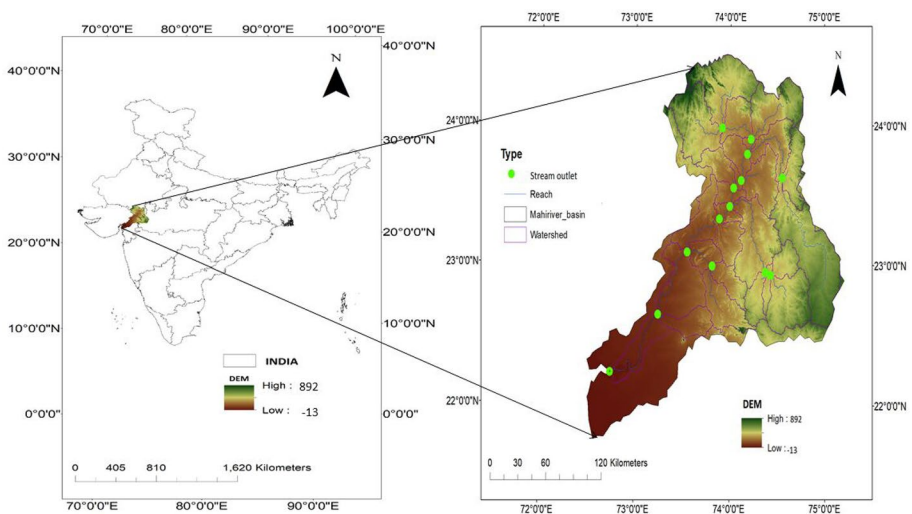 70°0'0"E 80°0'0"E 90°0'0"E 100°0'0"E
40°0'0"N
40°0'0"N
N
30°0'0"N
30°0'0"N
20°0'0"N
20°0'0"N
10°0'0"N
10°0'0"N
INDIA
DEM
High : 892
Low : -13
0°0'0"
0°0'0"
0 405 810 1,620 Kilometers
70°0'0"E 80°0'0"E 90°0'0"E
72°0'0"E 73°0'0"E 74°0'0"E 75°0'0"E
N
24°0'0"N
24°0'0"N
Type
Stream outlet
Reach
Mahiriver_basin
Watershed
23°0'0"N
23°0'0"N
22°0'0"N
22°0'0"N
DEM
High : 892
Low :-13
0 30 60 120 Kilometers
72°0'0"E 73°0'0"E 74°0'0"E 75°0'0"E